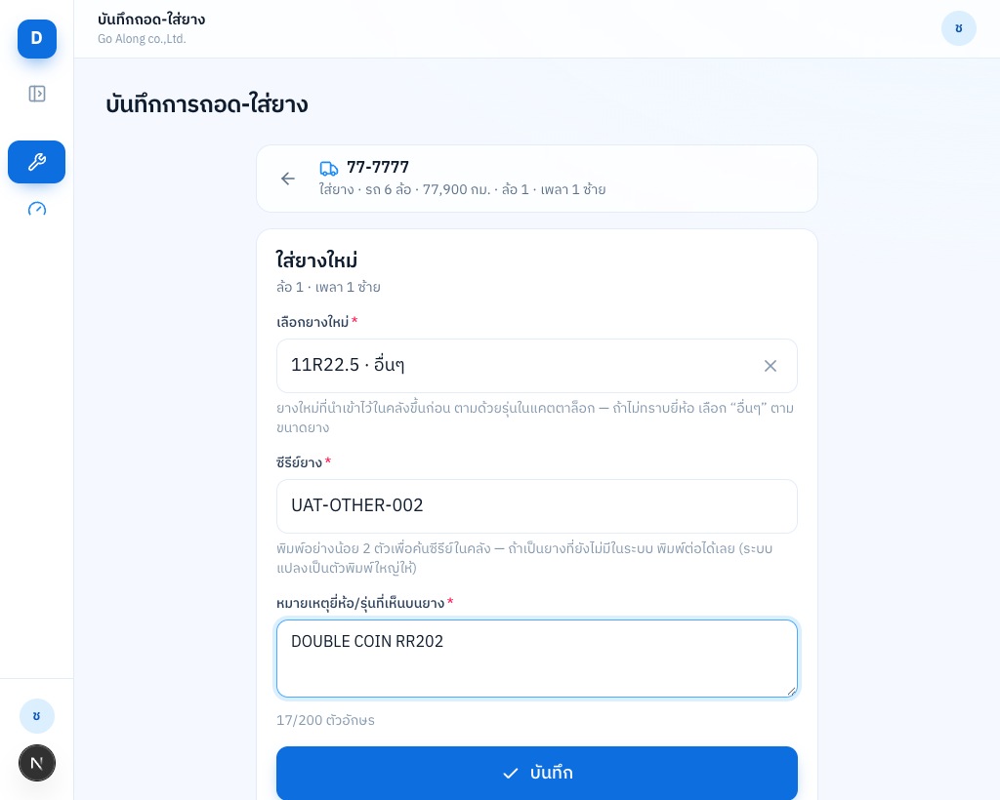 D
บันทึกถอด-ใส่ยาง
Go Along co.,Ltd.
ช
บันทึกการถอด-ใส่ยาง
77-7777
ใส่ยาง · รถ 6 ล้อ · 77,900 กม. · ล้อ 1 · เพลา 1 ซ้าย
ใส่ยางใหม่
ล้อ 1 · เพลา 1 ซ้าย
เลือกยางใหม่ *
11R22.5 · อื่นๆ
ยางใหม่ที่นำเข้าไว้ในคลังขึ้นก่อน ตามด้วยรุ่นในแคตตาล็อก — ถ้าไม่ทราบยี่ห้อ เลือก “อื่นๆ” ตาม
ขนาดยาง
ซีรีย์ยาง *
UAT-OTHER-002
พิมพ์อย่างน้อย 2 ตัวเพื่อค้นซีรีย์ในคลัง — ถ้าเป็นยางที่ยังไม่มีในระบบ พิมพ์ต่อได้เลย (ระบบ
แปลงเป็นตัวพิมพ์ใหญ่ให้)
หมายเหตุยี่ห้อ/รุ่นที่เห็นบนยาง *
DOUBLE COIN RR202
17/200 ตัวอักษร
บันทึก
ช
N